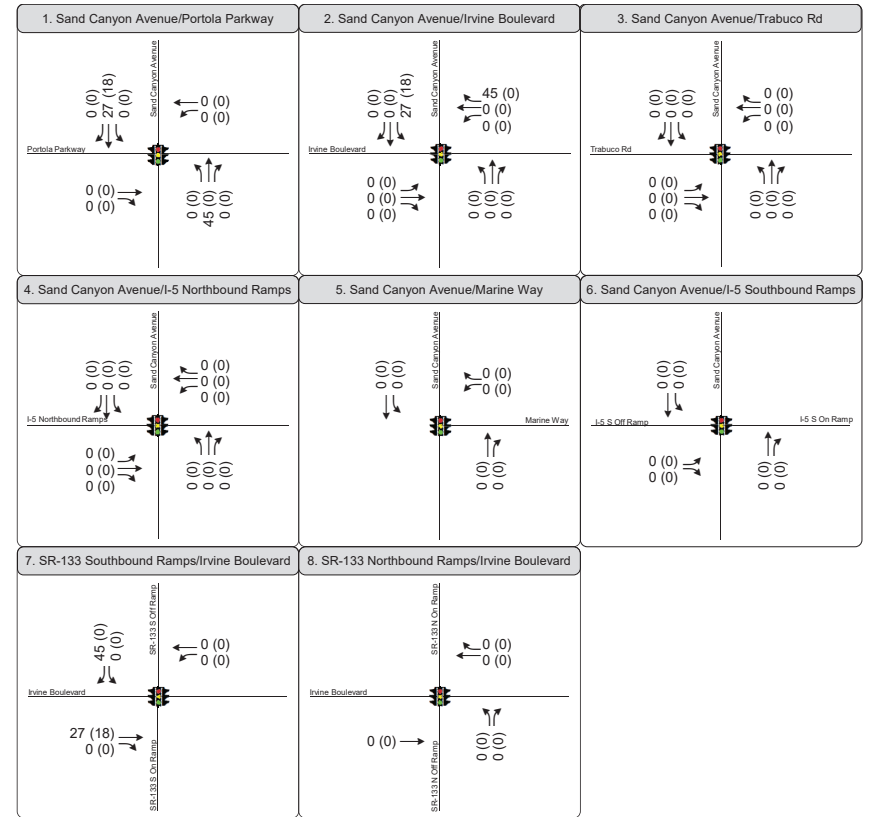 1. Sand Canyon Avenue/Portola Parkway
0 (0)
27 (18)
0 (0)
Sand Canyon Avenue
0 (0)
0 (0)
Portola Parkway
0 (0)
0 (0)
0 (0)
45 (0)
0 (0)
2. Sand Canyon Avenue/Irvine Boulevard
0 (0)
0 (0)
27 (18)
Sand Canyon Avenue
45 (0)
0 (0)
0 (0)
Irvine Boulevard
0 (0)
0 (0)
0 (0)
0 (0)
0 (0)
0 (0)
3. Sand Canyon Avenue/Trabuco Rd
0 (0)
0 (0)
0 (0)
Sand Canyon Avenue
0 (0)
0 (0)
0 (0)
Trabuco Rd
0 (0)
0 (0)
0 (0)
0 (0)
0 (0)
0 (0)
4. Sand Canyon Avenue/I-5 Northbound Ramps
0 (0)
0 (0)
0 (0)
Sand Canyon Avenue
0 (0)
0 (0)
0 (0)
I-5 Northbound Ramps
0 (0)
0 (0)
0 (0)
0 (0)
0 (0)
0 (0)
5. Sand Canyon Avenue/Marine Way
0 (0)
0 (0)
Sand Canyon Avenue
0 (0)
0 (0)
Marine Way
0 (0)
0 (0)
6. Sand Canyon Avenue/I-5 Southbound Ramps
0 (0)
0 (0)
Sand Canyon Avenue
I-5 S Off Ramp
I-5 S On Ramp
0 (0)
0 (0)
0 (0)
0 (0)
7. SR-133 Southbound Ramps/Irvine Boulevard
45 (0)
0 (0)
SR-133 S Off Ramp
0 (0)
0 (0)
Irvine Boulevard
27 (18)
0 (0)
SR-133 S On Ramp
8. SR-133 Northbound Ramps/Irvine Boulevard
SR-133 N On Ramp
0 (0)
0 (0)
Irvine Boulevard
0 (0)
SR-133 N Off Ramp
0 (0)
0 (0)